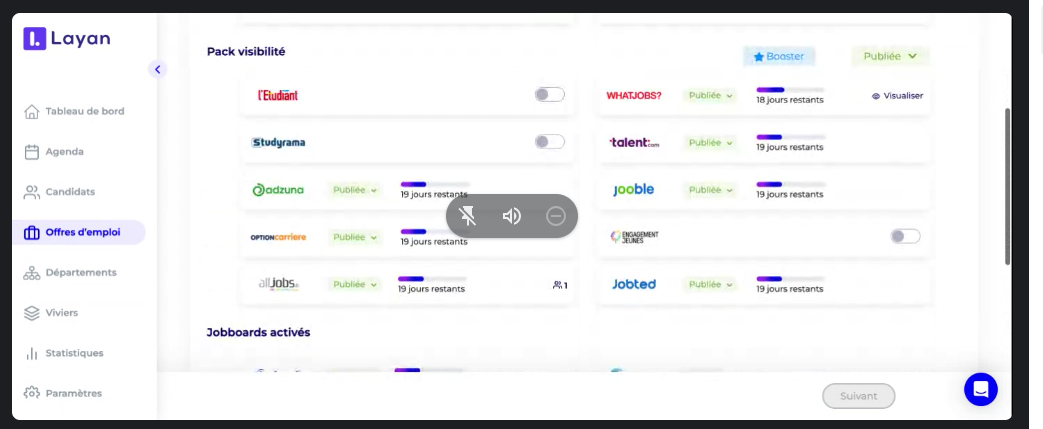 Layan
Tableau de bord
Agenda
Candidats
Offres d'emploi
Départements
Viviers
Statistiques
Paramètres
Pack visibilité
Booster
Publiée
l'Etudiant
WHATJOBS?
Publiée
18 jours restants
Visualiser
Studyrama
talent.com
Publiée
19 jours restants
adzuna
Publiée
19 jours restants
jooble
Publiée
19 jours restants
OPTIONcarriere
Publiée
19 jours restants
ENGAGEMENT
JEUNES
allJobs
Publiée
19 jours restants
1
Jobted
Publiée
19 jours restants
Jobboards activés
Suivant